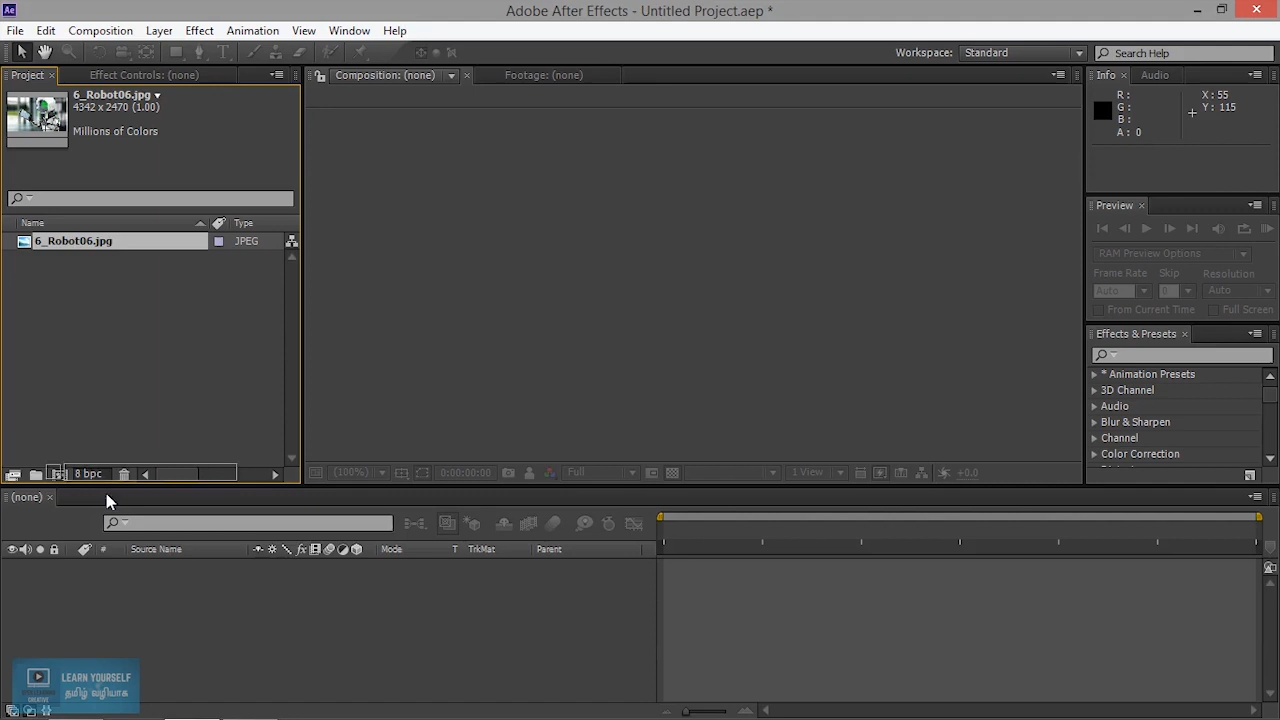 Ae
Adobe After Effects - Untitled Project.aep *
File Edit Composition Layer Effect Animation View Window Help
Workspace: Standard
Search Help
Project
Effect Controls: (none)
Composition: (none)
Footage: (none)
Info
Audio
6_Robot06.jpg
4342 x 2470 (1.00)
Millions of Colors
R :
G :
B :
A : 0
X : 55
Y : 115
Preview
RAM Preview Options
Frame Rate Skip Resolution
Auto 0 Auto
From Current Time Full Screen
Name Type
6_Robot06.jpg JPEG
Effects & Presets
* Animation Presets
3D Channel
Audio
Blur & Sharpen
Channel
Color Correction
8 bpc
(100%)
0:00:00:00
Full
1 View
+0.0
(none)
# Source Name fx Mode T TrkMat Parent
LEARN YOURSELF
தமிழ் வழியாக
CREATIVE